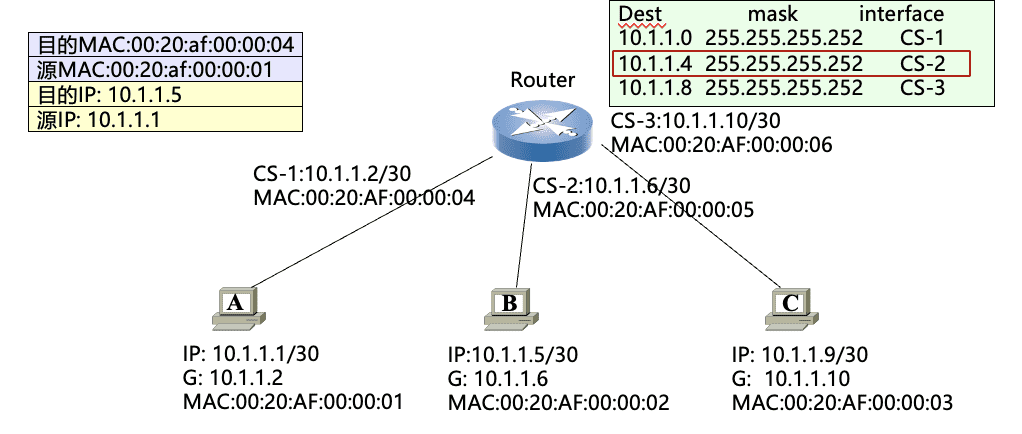 目的MAC:00:20:af:00:00:04
源MAC:00:20:af:00:00:01
目的IP: 10.1.1.5
源IP: 10.1.1.1
Dest mask interface
10.1.1.0 255.255.255.252 CS-1
10.1.1.4 255.255.255.252 CS-2
10.1.1.8 255.255.255.252 CS-3
Router
CS-3:10.1.1.10/30
MAC:00:20:AF:00:00:06
CS-1:10.1.1.2/30
MAC:00:20:AF:00:00:04
CS-2:10.1.1.6/30
MAC:00:20:AF:00:00:05
A
B
C
IP: 10.1.1.1/30
G: 10.1.1.2
MAC:00:20:AF:00:00:01
IP:10.1.1.5/30
G: 10.1.1.6
MAC:00:20:AF:00:00:02
IP: 10.1.1.9/30
G: 10.1.1.10
MAC:00:20:AF:00:00:03